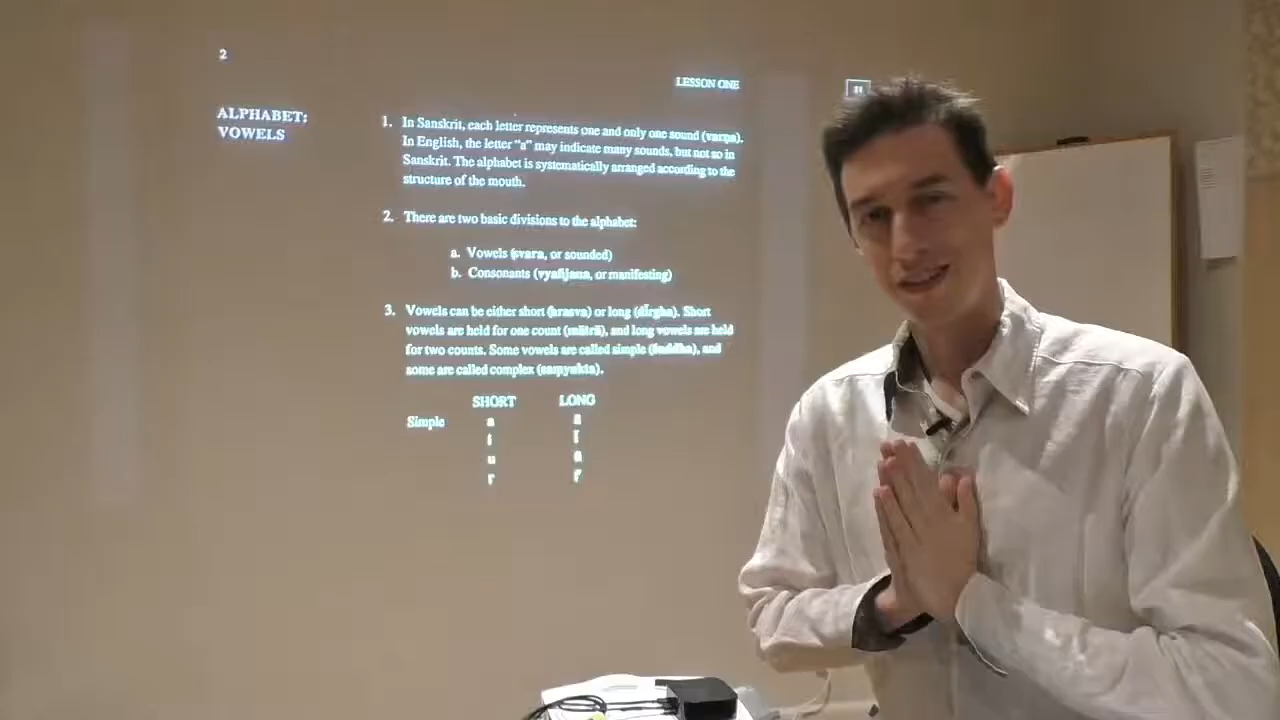 2
LESSON ONE
ALPHABET:
VOWELS
1. In Sanskrit, each letter represents one and only one sound (varṇa).
In English, the letter "a" may indicate many sounds, but not so in
Sanskrit. The alphabet is systematically arranged according to the
structure of the mouth.
2. There are two basic divisions to the alphabet:
a. Vowels (svara, or sounded)
b. Consonants (vyañjana, or manifesting)
3. Vowels can be either short (hrasva) or long (dīrgha). Short
vowels are held for one count (mātrā), and long vowels are held
for two counts. Some vowels are called simple (śuddha), and
some are called complex (saṃyukta).
SHORT LONG
Simple a ā
i ī
u ū
ṛ ṝ